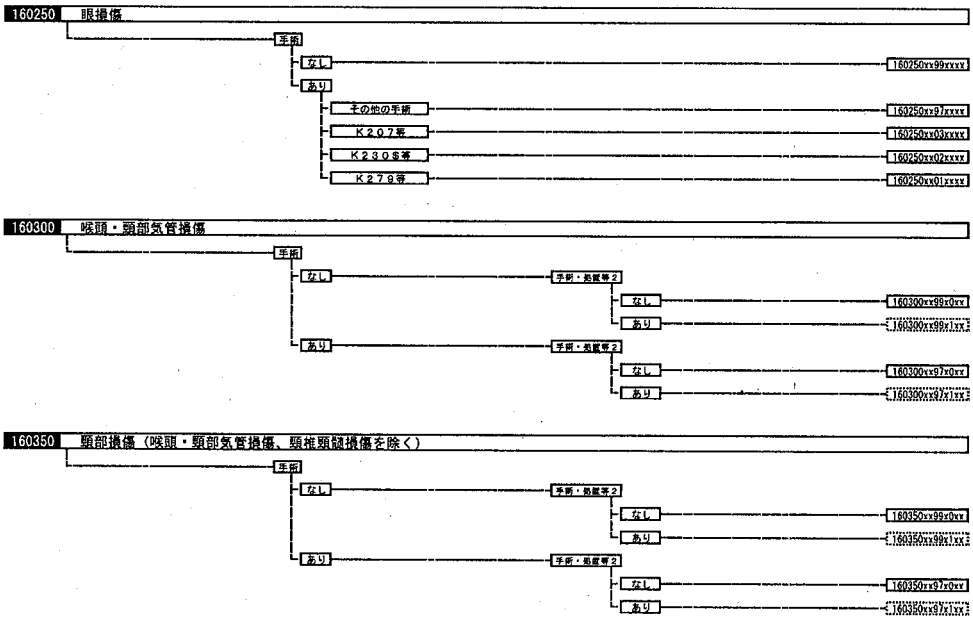 160250 眼損傷
手術
なし 160250xx99xxxx
あり
その他の手術 160250xx97xxxx
K207等 160250xx03xxxx
K230$等 160250xx02xxxx
K279等 160250xx01xxxx
160300 喉頭・頸部気管損傷
手術
なし 手術・処置等2
なし 160300xx99x0xx
あり 160300xx99x1xx
あり 手術・処置等2
なし 160300xx97x0xx
あり 160300xx97x1xx
160350 頸部損傷（喉頭・頸部気管損傷、頸椎頸髄損傷を除く）
手術
なし 手術・処置等2
なし 160350xx99x0xx
あり 160350xx99x1xx
あり 手術・処置等2
なし 160350xx97x0xx
あり 160350xx97x1xx